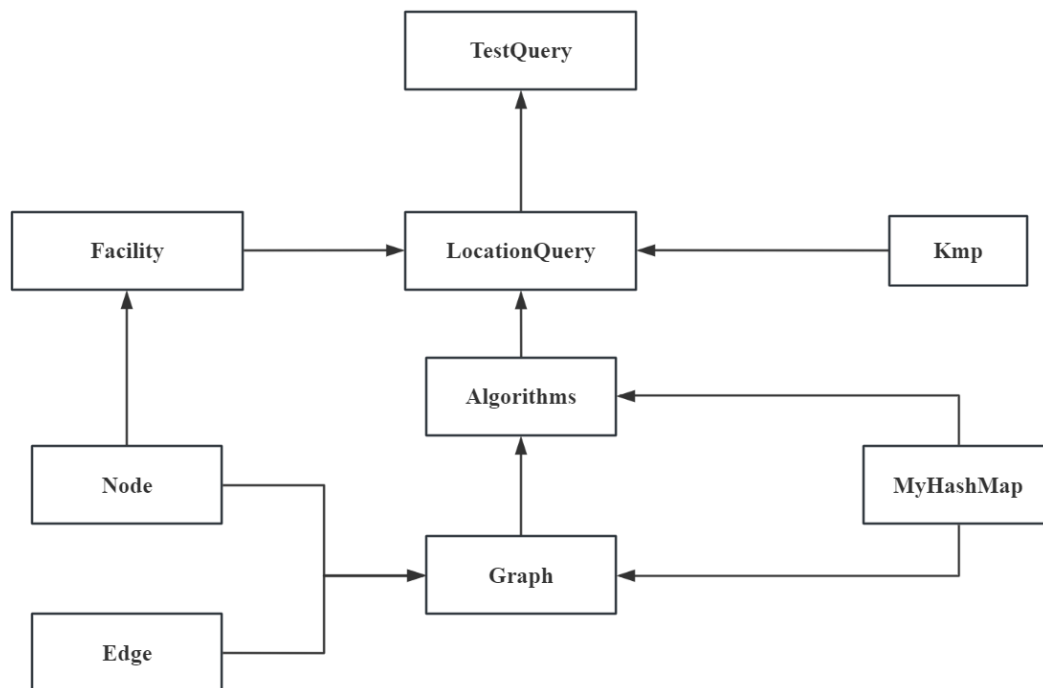 TestQuery
Facility
LocationQuery
Kmp
Algorithms
Node
MyHashMap
Graph
Edge